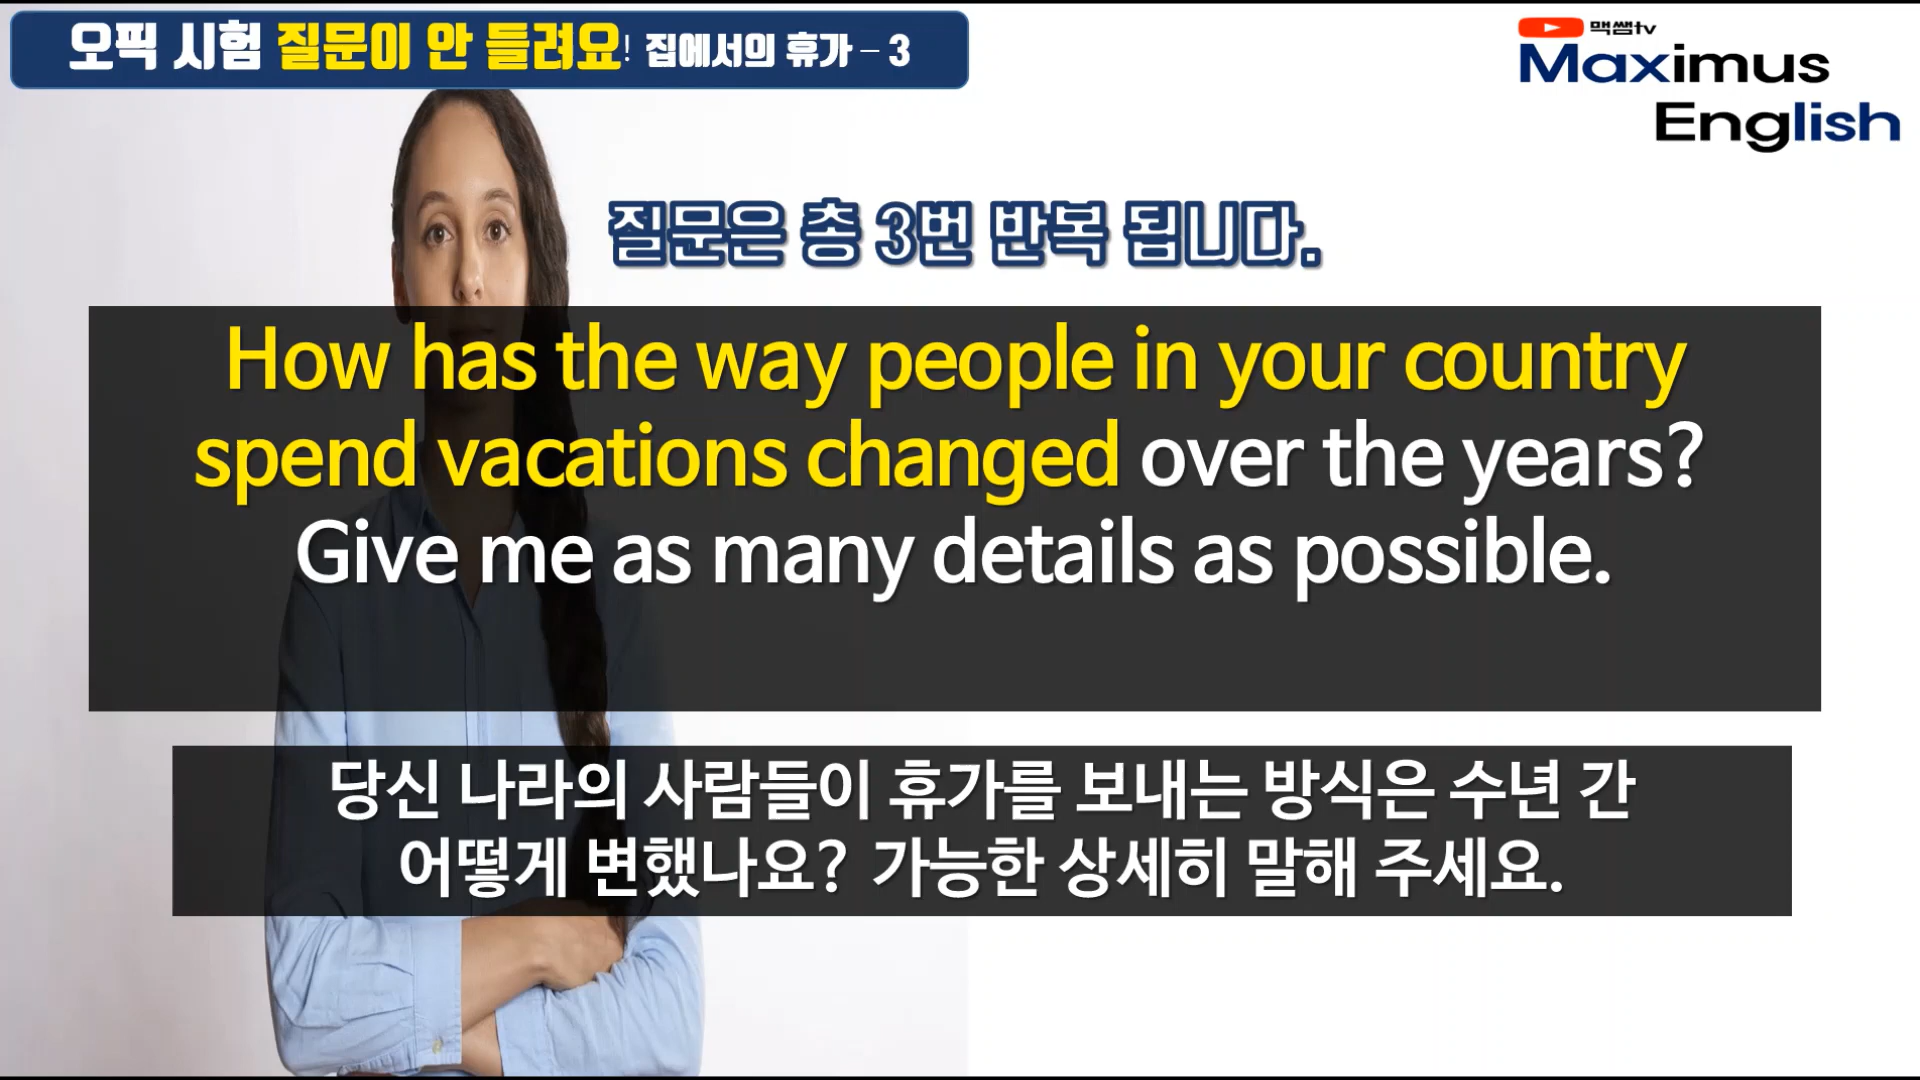 오픽 시험 질문이 안 들려요! 집에서의 휴가 – 3
맥쌤tv
Maximus
English
질문은 총 3번 반복 됩니다.
How has the way people in your country
spend vacations changed over the years?
Give me as many details as possible.
당신 나라의 사람들이 휴가를 보내는 방식은 수년 간
어떻게 변했나요? 가능한 상세히 말해 주세요.